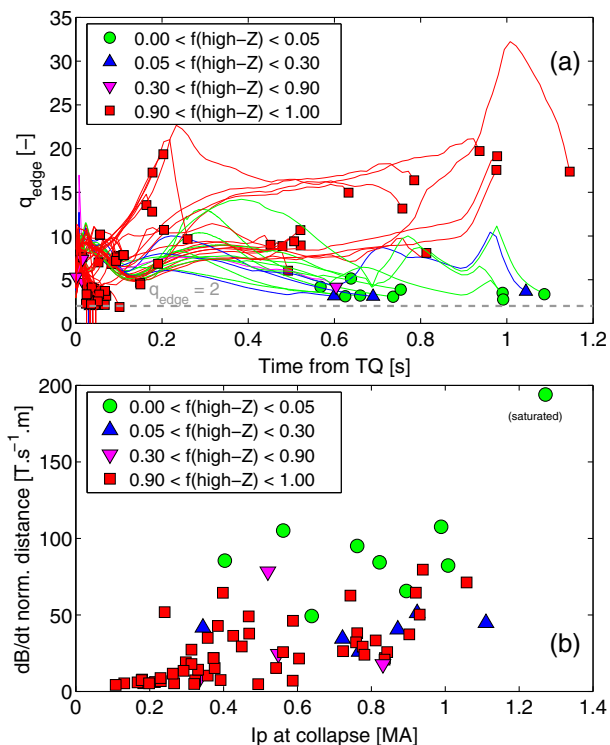 35
30
25
20
15
10
5
0
q_edge [−]
0.00 < f(high−Z) < 0.05
0.05 < f(high−Z) < 0.30
0.30 < f(high−Z) < 0.90
0.90 < f(high−Z) < 1.00
(a)
q_edge = 2
0 0.2 0.4 0.6 0.8 1 1.2
Time from TQ [s]
200
150
100
50
0
dB/dt norm. distance [T.s⁻¹.m]
0.00 < f(high−Z) < 0.05
0.05 < f(high−Z) < 0.30
0.30 < f(high−Z) < 0.90
0.90 < f(high−Z) < 1.00
(saturated)
(b)
0 0.2 0.4 0.6 0.8 1 1.2 1.4
Ip at collapse [MA]